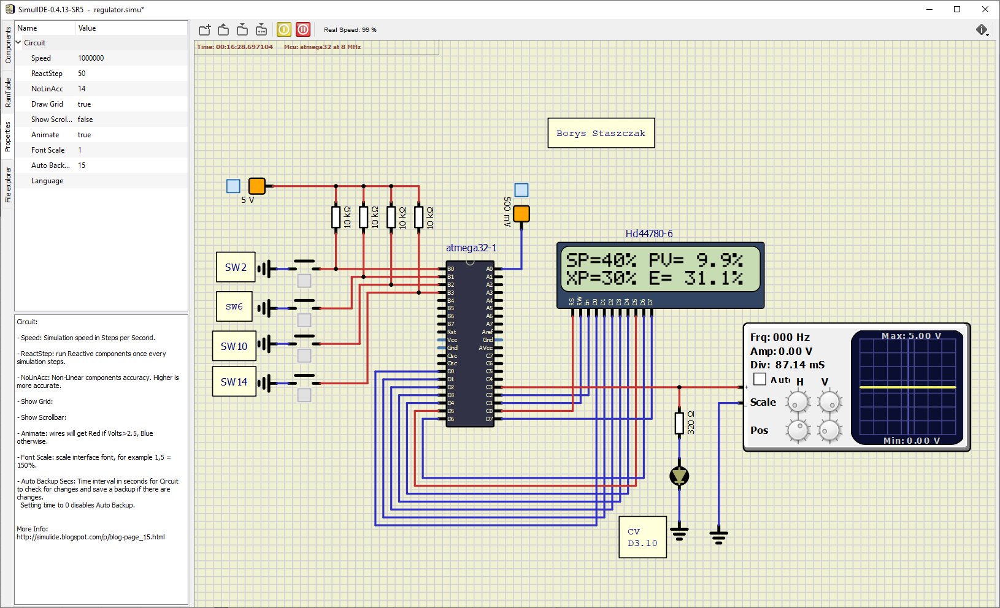 SimulIDE-0.4.13-SR5 - regulator.simu*
Components
RamTable
Properties
File explorer
Name Value
Circuit
Speed 1000000
ReactStep 50
NoLinAcc 14
Draw Grid true
Show Scrol... false
Animate true
Font Scale 1
Auto Back... 15
Language
Circuit:
- Speed: Simulation speed in Steps per Second.
- ReactStep: run Reactive components once every
simulation steps.
- NoLinAcc: Non-Linear components accuracy. Higher is
more accurate.
- Show Grid:
- Show Scrollbar:
- Animate: wires will get Red if Volts>2.5, Blue
otherwise.
- Font Scale: scale interface font, for example 1,5 =
150%.
- Auto Backup Secs: Time interval in seconds for Circuit
to check for changes and save a backup if there are
changes.
Setting time to 0 disables Auto Backup.
More Info:
http://simulide.blogspot.com/p/blog-page_15.html
Real Speed: 99 %
Time: 00:16:28.697104 Mcu: atmega32 at 8 MHz
Borys Staszczak
5 V
10 kΩ
10 kΩ
10 kΩ
10 kΩ
500 mV
SW2
SW6
SW10
SW14
atmega32-1
B0 A0
B1 A1
B2 A2
B3 A3
B4 A4
B5 A5
B6 A6
B7 A7
Rst Aref
Vcc Gnd
Gnd AVcc
Osc C7
Osc C6
D0 C5
D1 C4
D2 C3
D3 C2
D4 C1
D5 C0
D6 D7
Hd44780-6
SP=40% PV= 9.9%
XP=30% E= 31.1%
RS RW En D0 D1 D2 D3 D4 D5 D6 D7
320 Ω
CV
D3.10
Frq: 000 Hz
Amp: 0.00 V
Div: 87.14 mS
Auto H V
+
-
Scale
Pos
Max: 5.00 V
Min: 0.00 V